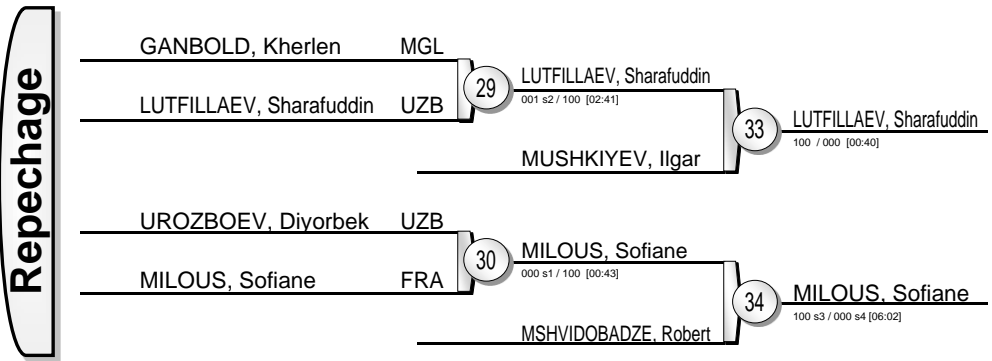 Repechage
GANBOLD, Kherlen MGL
LUTFILLAEV, Sharafuddin UZB
29
LUTFILLAEV, Sharafuddin
001 s2 / 100 [02:41]
MUSHKIYEV, Ilgar
33
LUTFILLAEV, Sharafuddin
100 / 000 [00:40]
UROZBOEV, Diyorbek UZB
MILOUS, Sofiane FRA
30
MILOUS, Sofiane
000 s1 / 100 [00:43]
MSHVIDOBADZE, Robert
34
MILOUS, Sofiane
100 s3 / 000 s4 [06:02]